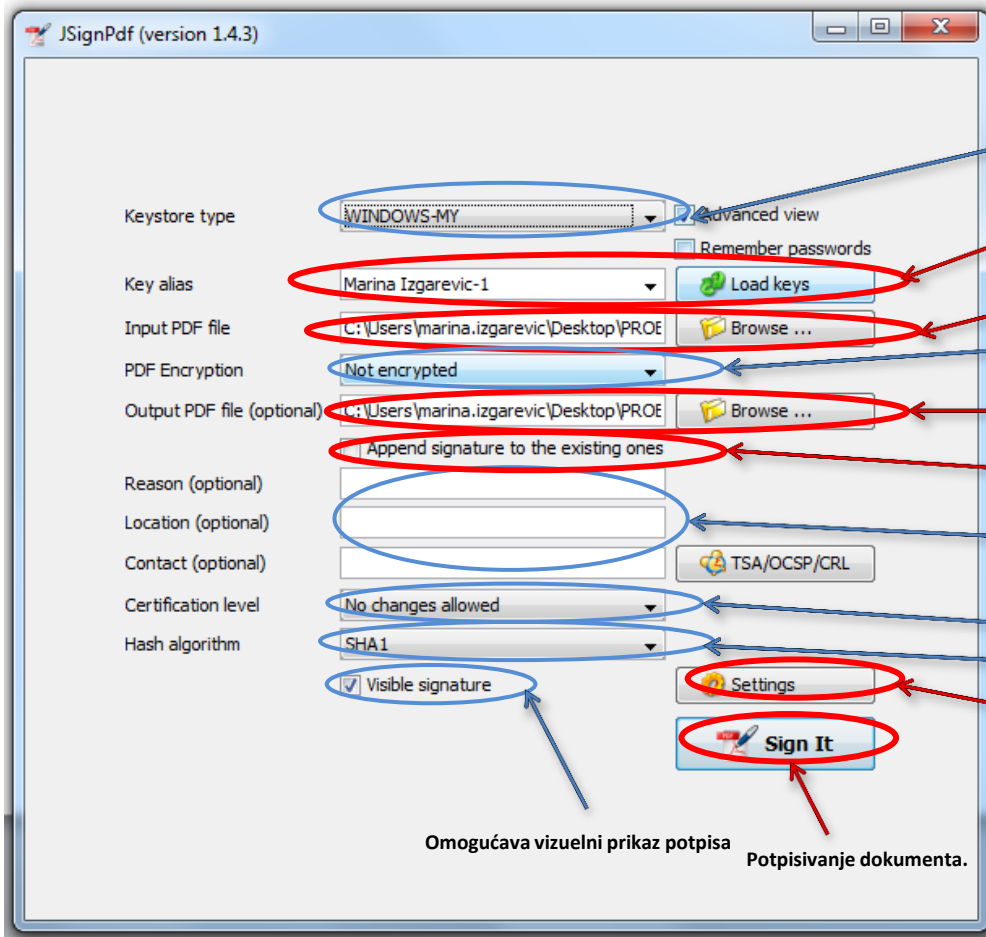 JSignPdf (version 1.4.3)
Keystore type WINDOWS-MY Advanced view
Remember passwords
Key alias Marina Izgarevic-1 Load keys
Input PDF file C:\Users\marina.izgarevic\Desktop\PROE Browse ...
PDF Encryption Not encrypted
Output PDF file (optional) C:\Users\marina.izgarevic\Desktop\PROE Browse ...
Append signature to the existing ones
Reason (optional)
Location (optional)
Contact (optional) TSA/OCSP/CRL
Certification level No changes allowed
Hash algorithm SHA1
Visible signature Settings
Sign It
Omogućava vizuelni prikaz potpisa
Potpisivanje dokumenta.